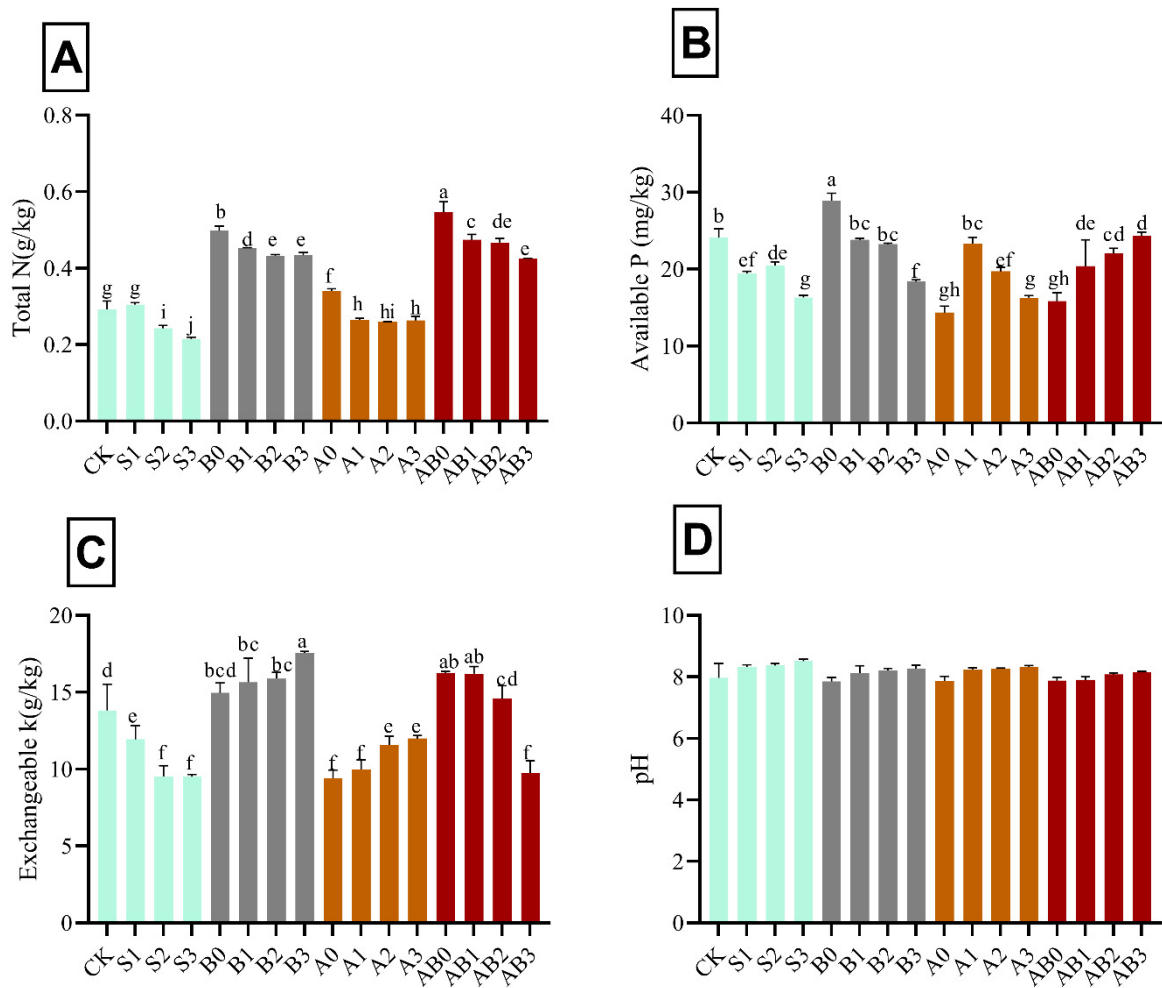 A
Total N(g/kg)
0.8
0.6
0.4
0.2
0.0
g g i j b d e e f h hi h a c de e
CK S1 S2 S3 B0 B1 B2 B3 A0 A1 A2 A3 AB0 AB1 AB2 AB3
B
Available P (mg/kg)
40
30
20
10
0
b ef de g a bc bc f gh bc ef g gh de cd d
CK S1 S2 S3 B0 B1 B2 B3 A0 A1 A2 A3 AB0 AB1 AB2 AB3
C
Exchangeable k(g/kg)
20
15
10
5
0
d e f f bcd bc bc a f f e e ab ab cd f
CK S1 S2 S3 B0 B1 B2 B3 A0 A1 A2 A3 AB0 AB1 AB2 AB3
D
pH
10
8
6
4
2
0
CK S1 S2 S3 B0 B1 B2 B3 A0 A1 A2 A3 AB0 AB1 AB2 AB3